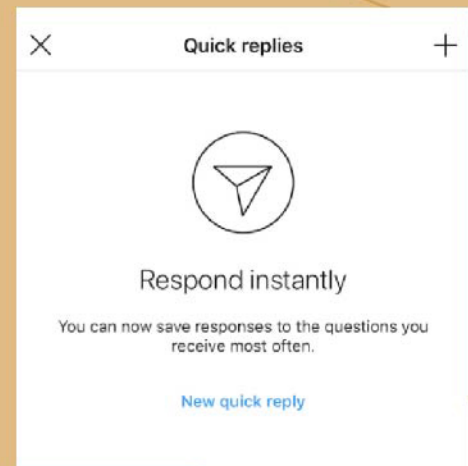 Quick replies
Respond instantly
You can now save responses to the questions you
receive most often.
New quick reply